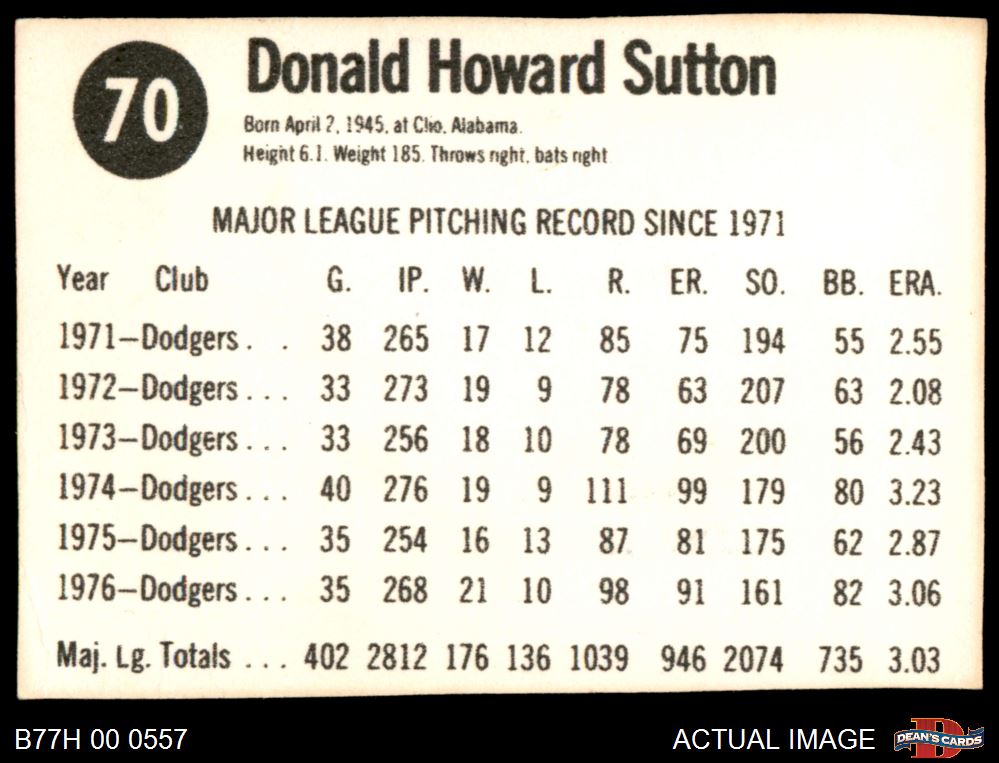 70
Donald Howard Sutton
Born April 2, 1945, at Clio, Alabama.
Height 6.1. Weight 185. Throws right, bats right
MAJOR LEAGUE PITCHING RECORD SINCE 1971
Year Club G. IP. W. L. R. ER. SO. BB. ERA.
1971—Dodgers . . 38 265 17 12 85 75 194 55 2.55
1972—Dodgers . . . 33 273 19 9 78 63 207 63 2.08
1973—Dodgers . . . 33 256 18 10 78 69 200 56 2.43
1974—Dodgers . . . 40 276 19 9 111 99 179 80 3.23
1975—Dodgers . . . 35 254 16 13 87 81 175 62 2.87
1976—Dodgers . . . 35 268 21 10 98 91 161 82 3.06
Maj. Lg. Totals . . . 402 2812 176 136 1039 946 2074 735 3.03
B77H 00 0557
ACTUAL IMAGE
DEAN'S CARDS